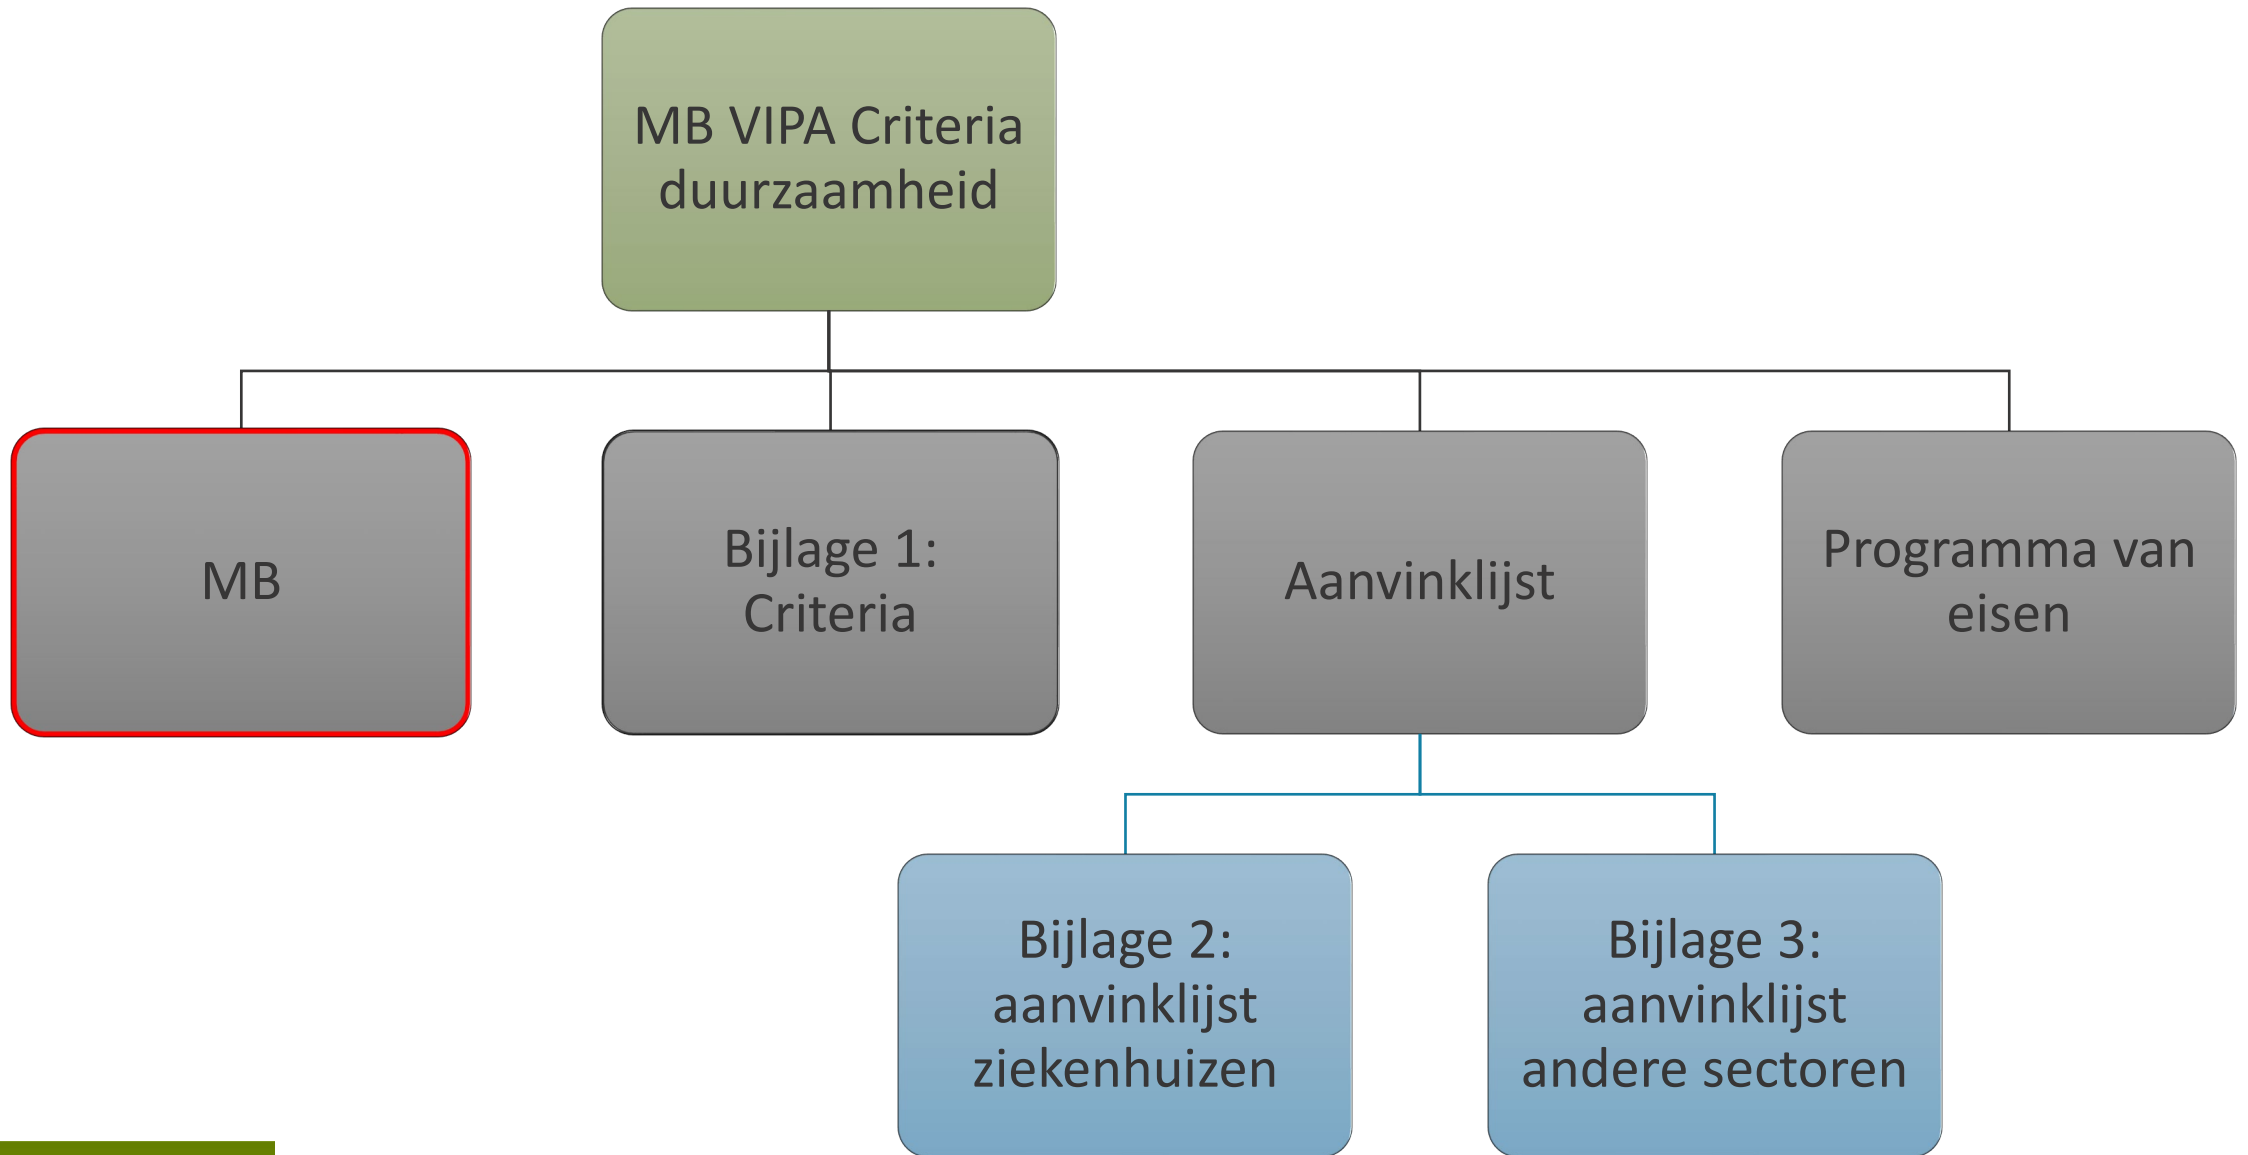 MB VIPA Criteria
duurzaamheid
MB
Bijlage 1:
Criteria
Aanvinklijst
Programma van
eisen
Bijlage 2:
aanvinklijst
ziekenhuizen
Bijlage 3:
aanvinklijst
andere sectoren